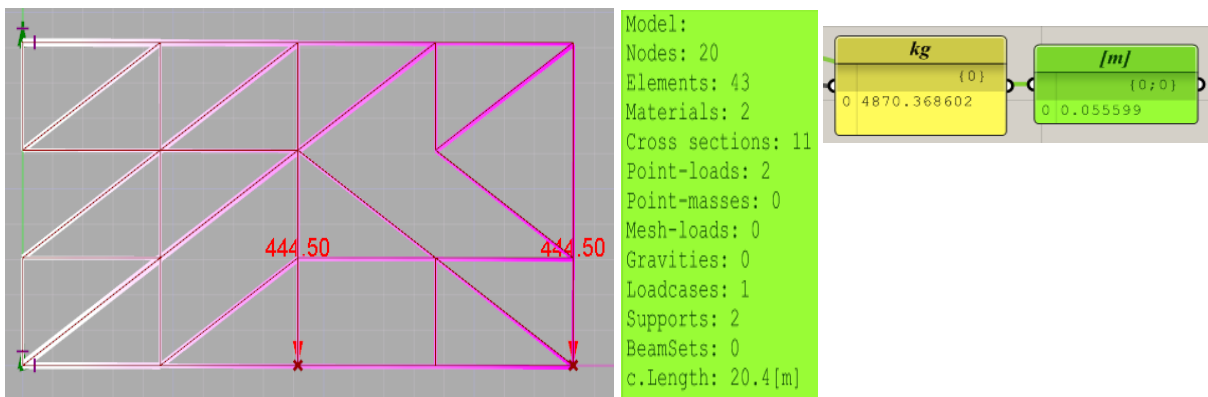 444.50
444.50
Model:
Nodes: 20
Elements: 43
Materials: 2
Cross sections: 11
Point-loads: 2
Point-masses: 0
Mesh-loads: 0
Gravities: 0
Loadcases: 1
Supports: 2
BeamSets: 0
c.Length: 20.4[m]
kg
{0}
0 4870.368602
[m]
{0;0}
0 0.055599